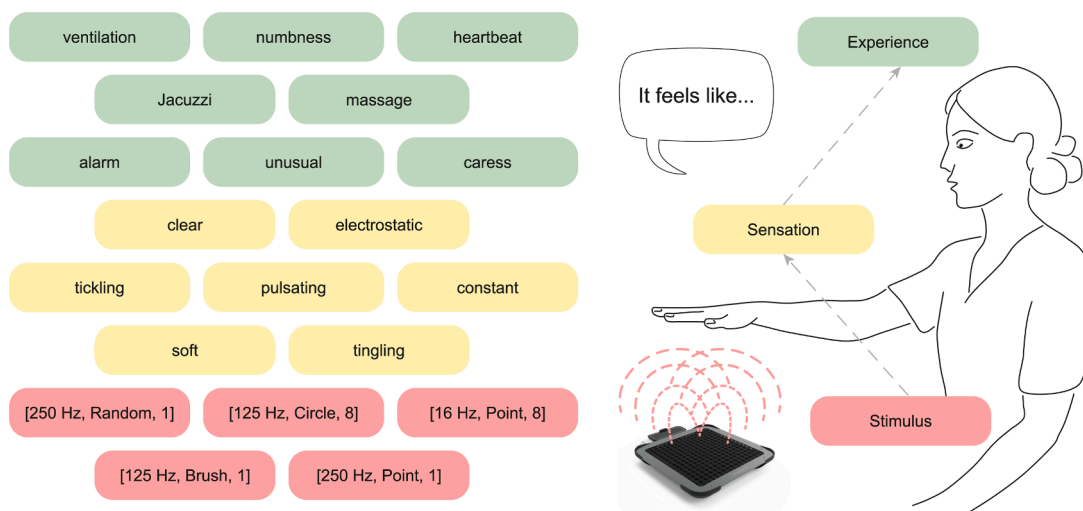 ventilation
numbness
heartbeat
Jacuzzi
massage
alarm
unusual
caress
clear
electrostatic
tickling
pulsating
constant
soft
tingling
[250 Hz, Random, 1]
[125 Hz, Circle, 8]
[16 Hz, Point, 8]
[125 Hz, Brush, 1]
[250 Hz, Point, 1]
Experience
It feels like...
Sensation
Stimulus